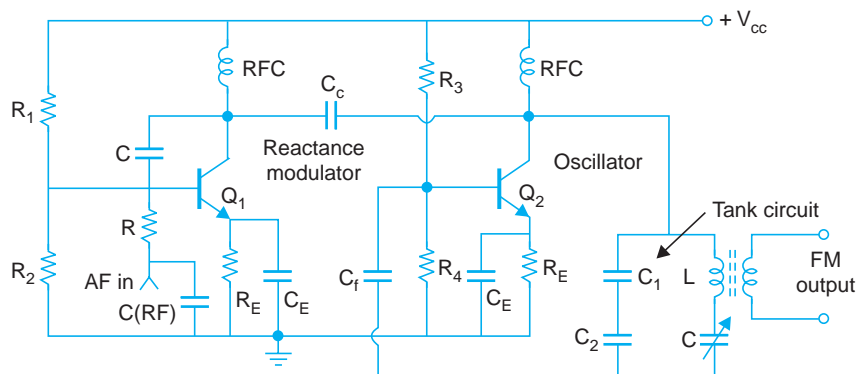 + Vcc
RFC
RFC
R1
Cc
R3
C
Reactance
modulator
Oscillator
Q1
Q2
R
Tank circuit
R2
AF in
C(RF)
RE
CE
Cf
R4
CE
RE
C1
L
FM
output
C2
C